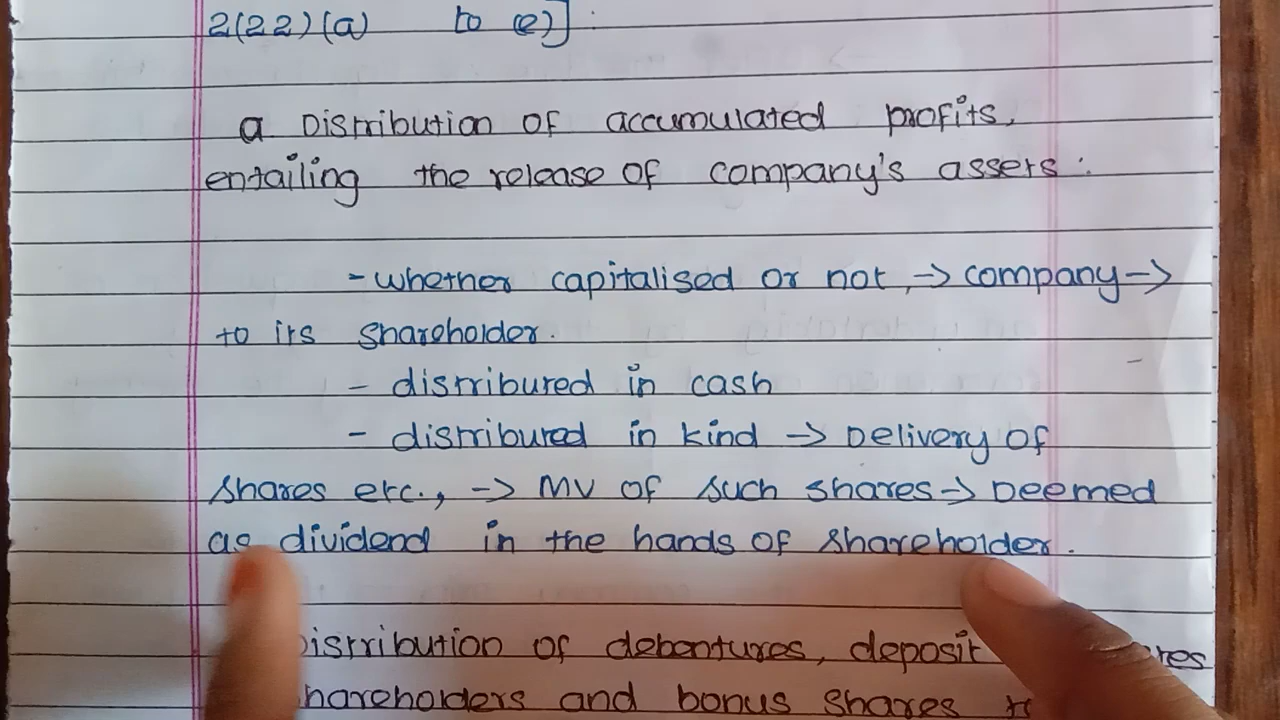 2(22)(a) to e)]
a Distribution of accumulated profits,
entailing the release of company's assets :
- whether capitalised or not, -> company ->
to its shareholder.
- distributed in cash
- distributed in kind -> Delivery of
shares etc., -> MV of such shares -> Deemed
as dividend in the hands of shareholder.
Distribution of debentures, deposit
shareholders and bonus shares